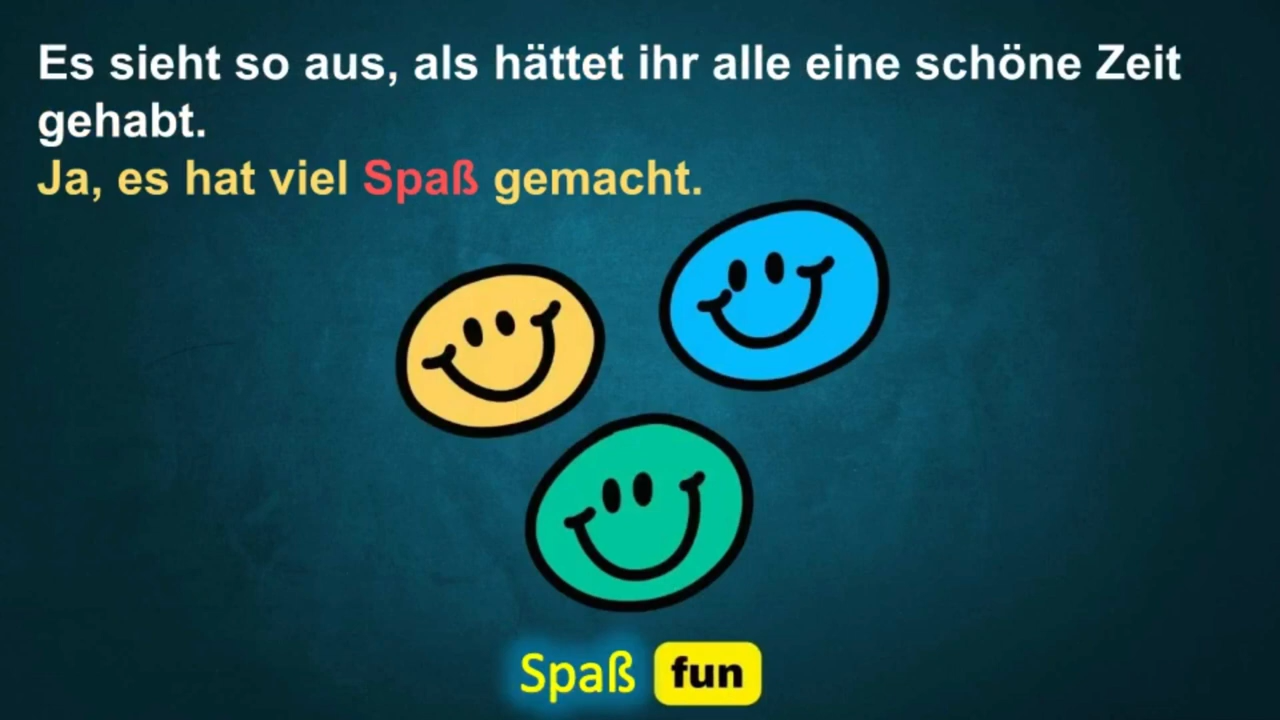 Es sieht so aus, als hättet ihr alle eine schöne Zeit
gehabt.
Ja, es hat viel Spaß gemacht.
Spaß fun